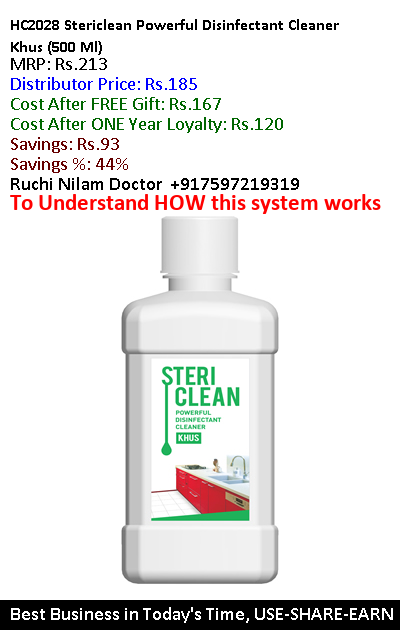 HC2028 Stericlean Powerful Disinfectant Cleaner
Khus (500 Ml)
MRP: Rs.213
Distributor Price: Rs.185
Cost After FREE Gift: Rs.167
Cost After ONE Year Loyalty: Rs.120
Savings: Rs.93
Savings %: 44%
Ruchi Nilam Doctor +917597219319
To Understand HOW this system works
STERI
CLEAN
POWERFUL
DISINFECTANT
CLEANER
KHUS
Best Business in Today's Time, USE-SHARE-EARN